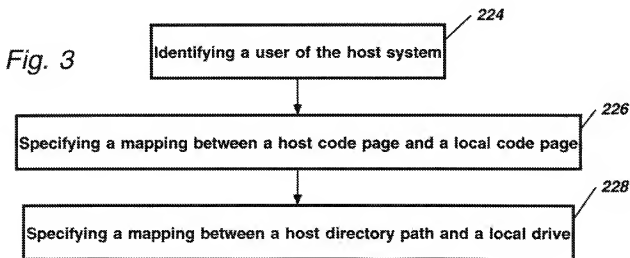 224
Fig. 3
Identifying a user of the host system
226
Specifying a mapping between a host code page and a local code page
228
Specifying a mapping between a host directory path and a local drive